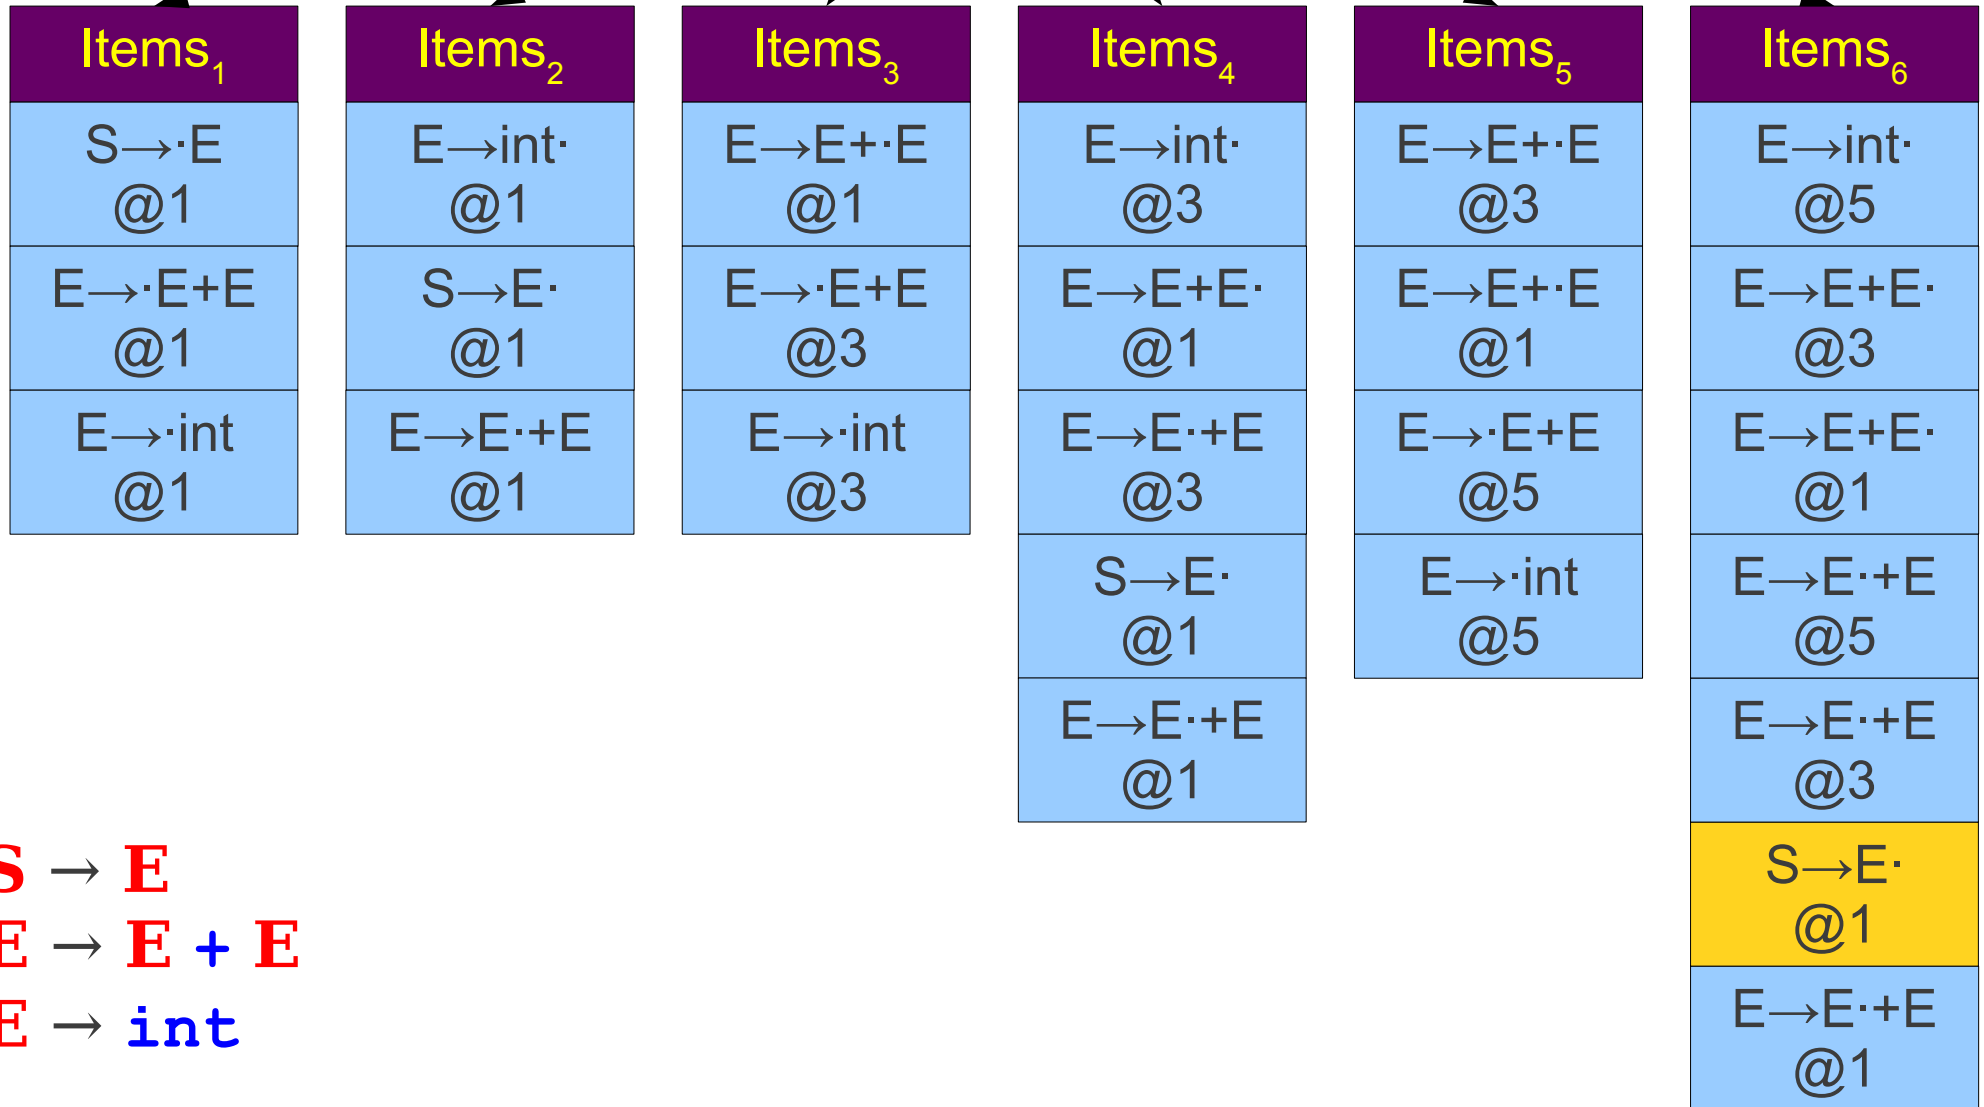 Items₁
S→·E
@1
E→·E+E
@1
E→·int
@1
Items₂
E→int·
@1
S→E·
@1
E→E·+E
@1
Items₃
E→E+·E
@1
E→·E+E
@3
E→·int
@3
Items₄
E→int·
@3
E→E+E·
@1
E→E·+E
@3
S→E·
@1
E→E·+E
@1
Items₅
E→E+·E
@3
E→E+·E
@1
E→·E+E
@5
E→·int
@5
Items₆
E→int·
@5
E→E+E·
@3
E→E+E·
@1
E→E·+E
@5
E→E·+E
@3
S→E·
@1
E→E·+E
@1
S → E
E → E + E
E → int